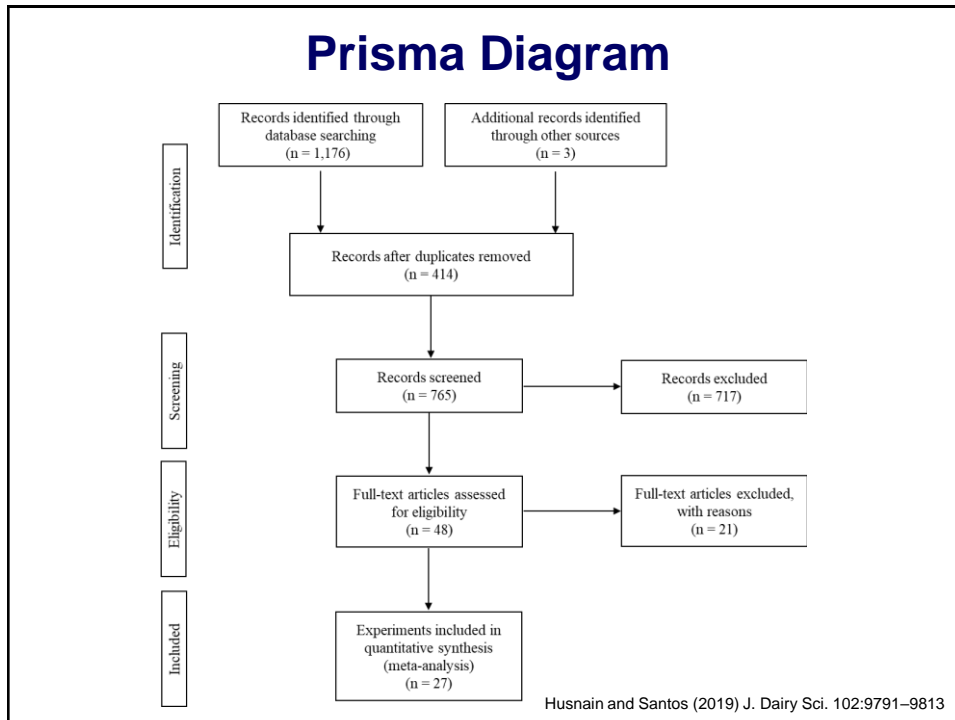 Prisma Diagram
Records identified through
database searching
(n = 1,176)
Additional records identified
through other sources
(n = 3)
Identification
Records after duplicates removed
(n = 414)
Screening
Records screened
(n = 765)
Records excluded
(n = 717)
Eligibility
Full-text articles assessed
for eligibility
(n = 48)
Full-text articles excluded,
with reasons
(n = 21)
Included
Experiments included in
quantitative synthesis
(meta-analysis)
(n = 27)
Husnain and Santos (2019) J. Dairy Sci. 102:9791–9813